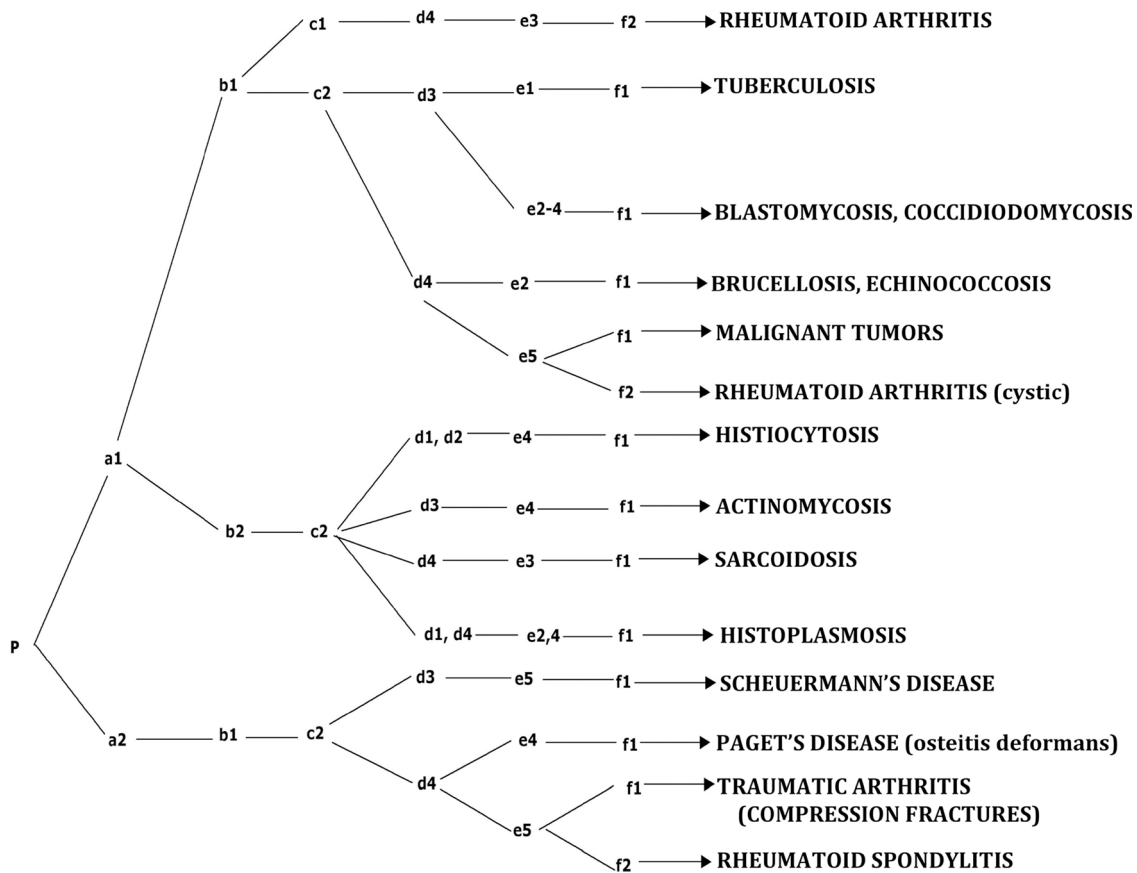 c1 d4 e3 f2 RHEUMATOID ARTHRITIS
b1 c2 d3 e1 f1 TUBERCULOSIS
e2-4 f1 BLASTOMYCOSIS, COCCIDIODOMYCOSIS
d4 e2 f1 BRUCELLOSIS, ECHINOCOCCOSIS
f1 MALIGNANT TUMORS
e5
f2 RHEUMATOID ARTHRITIS (cystic)
d1, d2 e4 f1 HISTIOCYTOSIS
a1
d3 e4 f1 ACTINOMYCOSIS
b2 c2
d4 e3 f1 SARCOIDOSIS
d1, d4 e2,4 f1 HISTOPLASMOSIS
P
d3 e5 f1 SCHEUERMANN'S DISEASE
a2 b1 c2 e4 f1 PAGET'S DISEASE (osteitis deformans)
d4 f1 TRAUMATIC ARTHRITIS
(COMPRESSION FRACTURES)
e5
f2 RHEUMATOID SPONDYLITIS